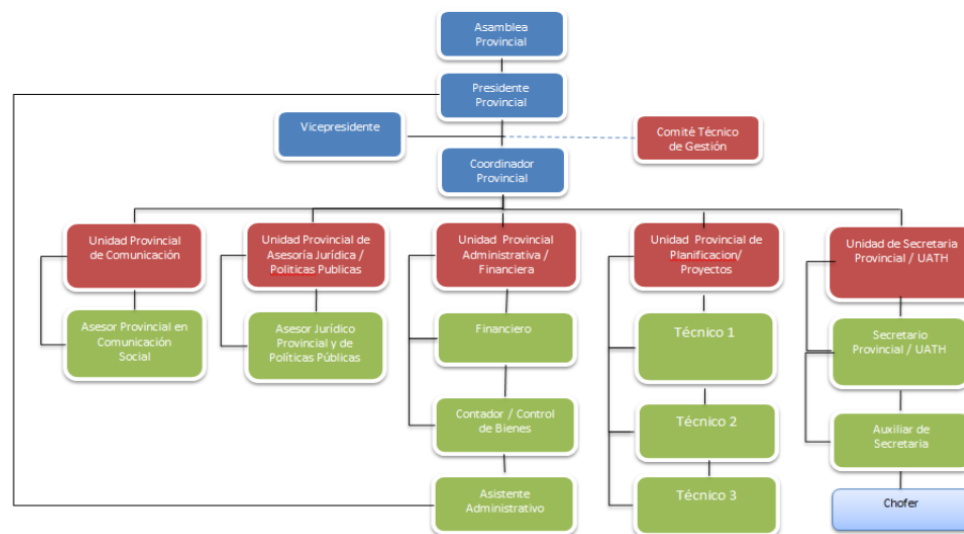 Asamblea
Provincial
Presidente
Provincial
Vicepresidente
Comité Técnico
de Gestión
Coordinador
Provincial
Unidad Provincial
de Comunicación
Unidad Provincial de
Asesoría Jurídica /
Politicas Publicas
Unidad Provincial
Administrativa /
Financiera
Unidad Provincial de
Planificacion/
Proyectos
Unidad de Secretaria
Provincial / UATH
Asesor Provincial en
Comunicación
Social
Asesor Jurídico
Provincial y de
Políticas Públicas
Financiero
Técnico 1
Secretario
Provincial / UATH
Contador / Control
de Bienes
Técnico 2
Auxiliar de
Secretaria
Asistente
Administrativo
Técnico 3
Chofer